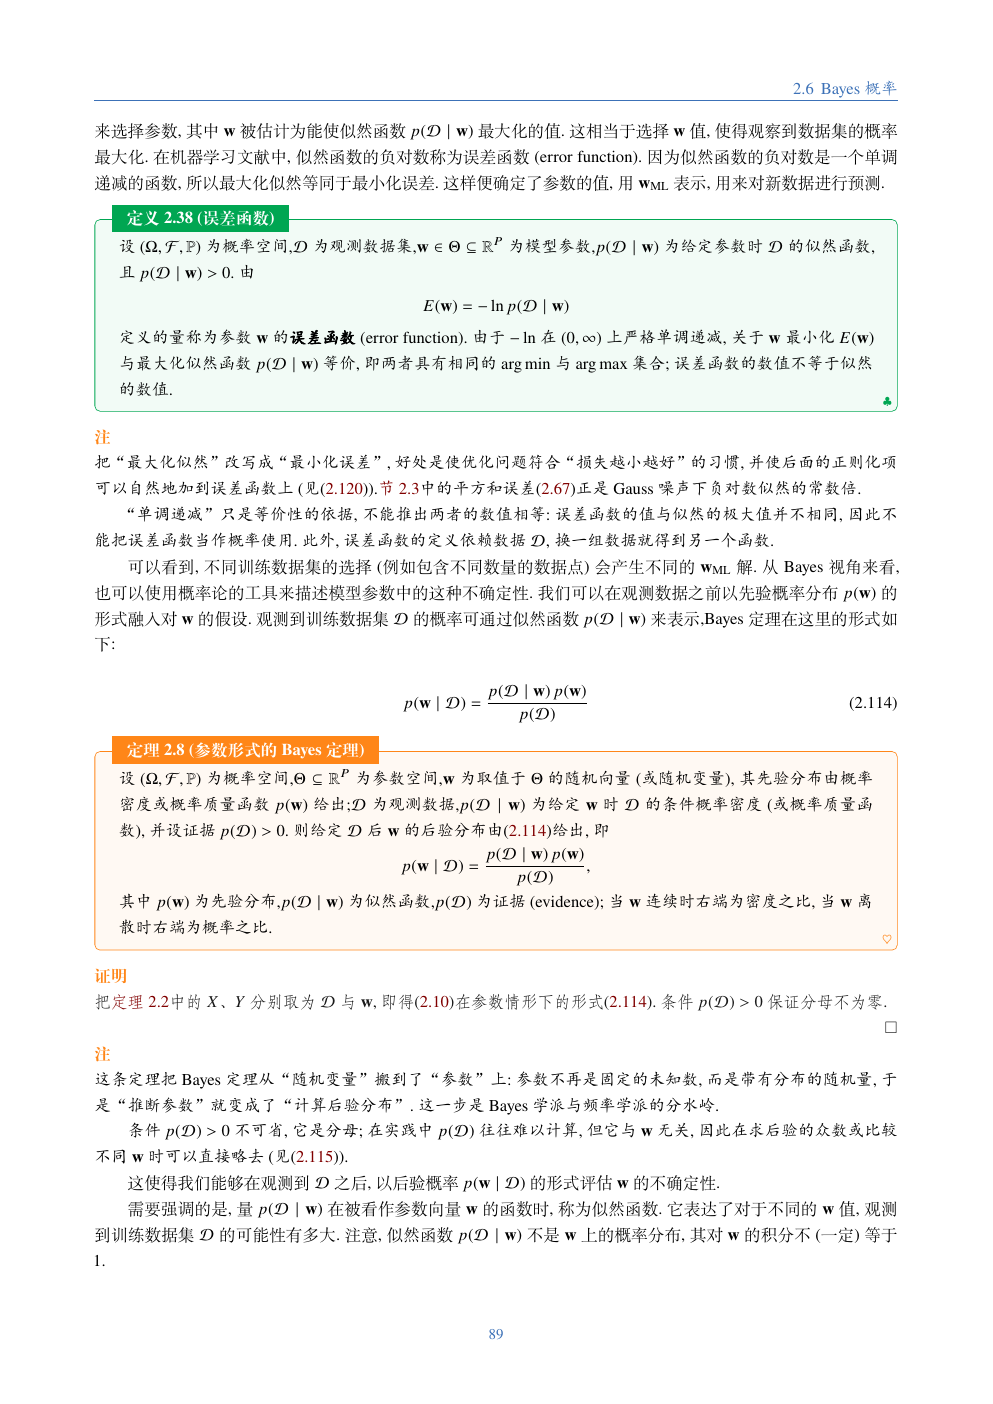 2.6 Bayes 概率
来选择参数, 其中 w 被估计为能使似然函数 p(𝒟 | w) 最大化的值. 这相当于选择 w 值, 使得观察到数据集的概率
最大化. 在机器学习文献中, 似然函数的负对数称为误差函数 (error function). 因为似然函数的负对数是一个单调
递减的函数, 所以最大化似然等同于最小化误差. 这样便确定了参数的值, 用 w_ML 表示, 用来对新数据进行预测.
定义 2.38 (误差函数)
设 (Ω, ℱ, ℙ) 为概率空间,𝒟 为观测数据集,w ∈ Θ ⊆ ℝ^P 为模型参数,p(𝒟 | w) 为给定参数时 𝒟 的似然函数,
且 p(𝒟 | w) > 0. 由
E(w) = − ln p(𝒟 | w)
定义的量称为参数 w 的误差函数 (error function). 由于 − ln 在 (0, ∞) 上严格单调递减, 关于 w 最小化 E(w)
与最大化似然函数 p(𝒟 | w) 等价, 即两者具有相同的 arg min 与 arg max 集合; 误差函数的数值不等于似然
的数值.
♣
注
把“最大化似然”改写成“最小化误差”, 好处是使优化问题符合“损失越小越好”的习惯, 并使后面的正则化项
可以自然地加到误差函数上 (见(2.120)).节 2.3中的平方和误差(2.67)正是 Gauss 噪声下负对数似然的常数倍.
“单调递减”只是等价性的依据, 不能推出两者的数值相等: 误差函数的值与似然的极大值并不相同, 因此不
能把误差函数当作概率使用. 此外, 误差函数的定义依赖数据 𝒟, 换一组数据就得到另一个函数.
可以看到, 不同训练数据集的选择 (例如包含不同数量的数据点) 会产生不同的 w_ML 解. 从 Bayes 视角来看,
也可以使用概率论的工具来描述模型参数中的这种不确定性. 我们可以在观测数据之前以先验概率分布 p(w) 的
形式融入对 w 的假设. 观测到训练数据集 𝒟 的概率可通过似然函数 p(𝒟 | w) 来表示,Bayes 定理在这里的形式如
下:
p(w | 𝒟) = p(𝒟 | w) p(w) / p(𝒟) (2.114)
定理 2.8 (参数形式的 Bayes 定理)
设 (Ω, ℱ, ℙ) 为概率空间,Θ ⊆ ℝ^P 为参数空间,w 为取值于 Θ 的随机向量 (或随机变量), 其先验分布由概率
密度或概率质量函数 p(w) 给出;𝒟 为观测数据,p(𝒟 | w) 为给定 w 时 𝒟 的条件概率密度 (或概率质量函
数), 并设证据 p(𝒟) > 0. 则给定 𝒟 后 w 的后验分布由(2.114)给出, 即
p(w | 𝒟) = p(𝒟 | w) p(w) / p(𝒟),
其中 p(w) 为先验分布,p(𝒟 | w) 为似然函数,p(𝒟) 为证据 (evidence); 当 w 连续时右端为密度之比, 当 w 离
散时右端为概率之比.
♡
证明
把定理 2.2中的 X、Y 分别取为 𝒟 与 w, 即得(2.10)在参数情形下的形式(2.114). 条件 p(𝒟) > 0 保证分母不为零.
□
注
这条定理把 Bayes 定理从“随机变量”搬到了“参数”上: 参数不再是固定的未知数, 而是带有分布的随机量, 于
是“推断参数”就变成了“计算后验分布”. 这一步是 Bayes 学派与频率学派的分水岭.
条件 p(𝒟) > 0 不可省, 它是分母; 在实践中 p(𝒟) 往往难以计算, 但它与 w 无关, 因此在求后验的众数或比较
不同 w 时可以直接略去 (见(2.115)).
这使得我们能够在观测到 𝒟 之后, 以后验概率 p(w | 𝒟) 的形式评估 w 的不确定性.
需要强调的是, 量 p(𝒟 | w) 在被看作参数向量 w 的函数时, 称为似然函数. 它表达了对于不同的 w 值, 观测
到训练数据集 𝒟 的可能性有多大. 注意, 似然函数 p(𝒟 | w) 不是 w 上的概率分布, 其对 w 的积分不 (一定) 等于
1.
89